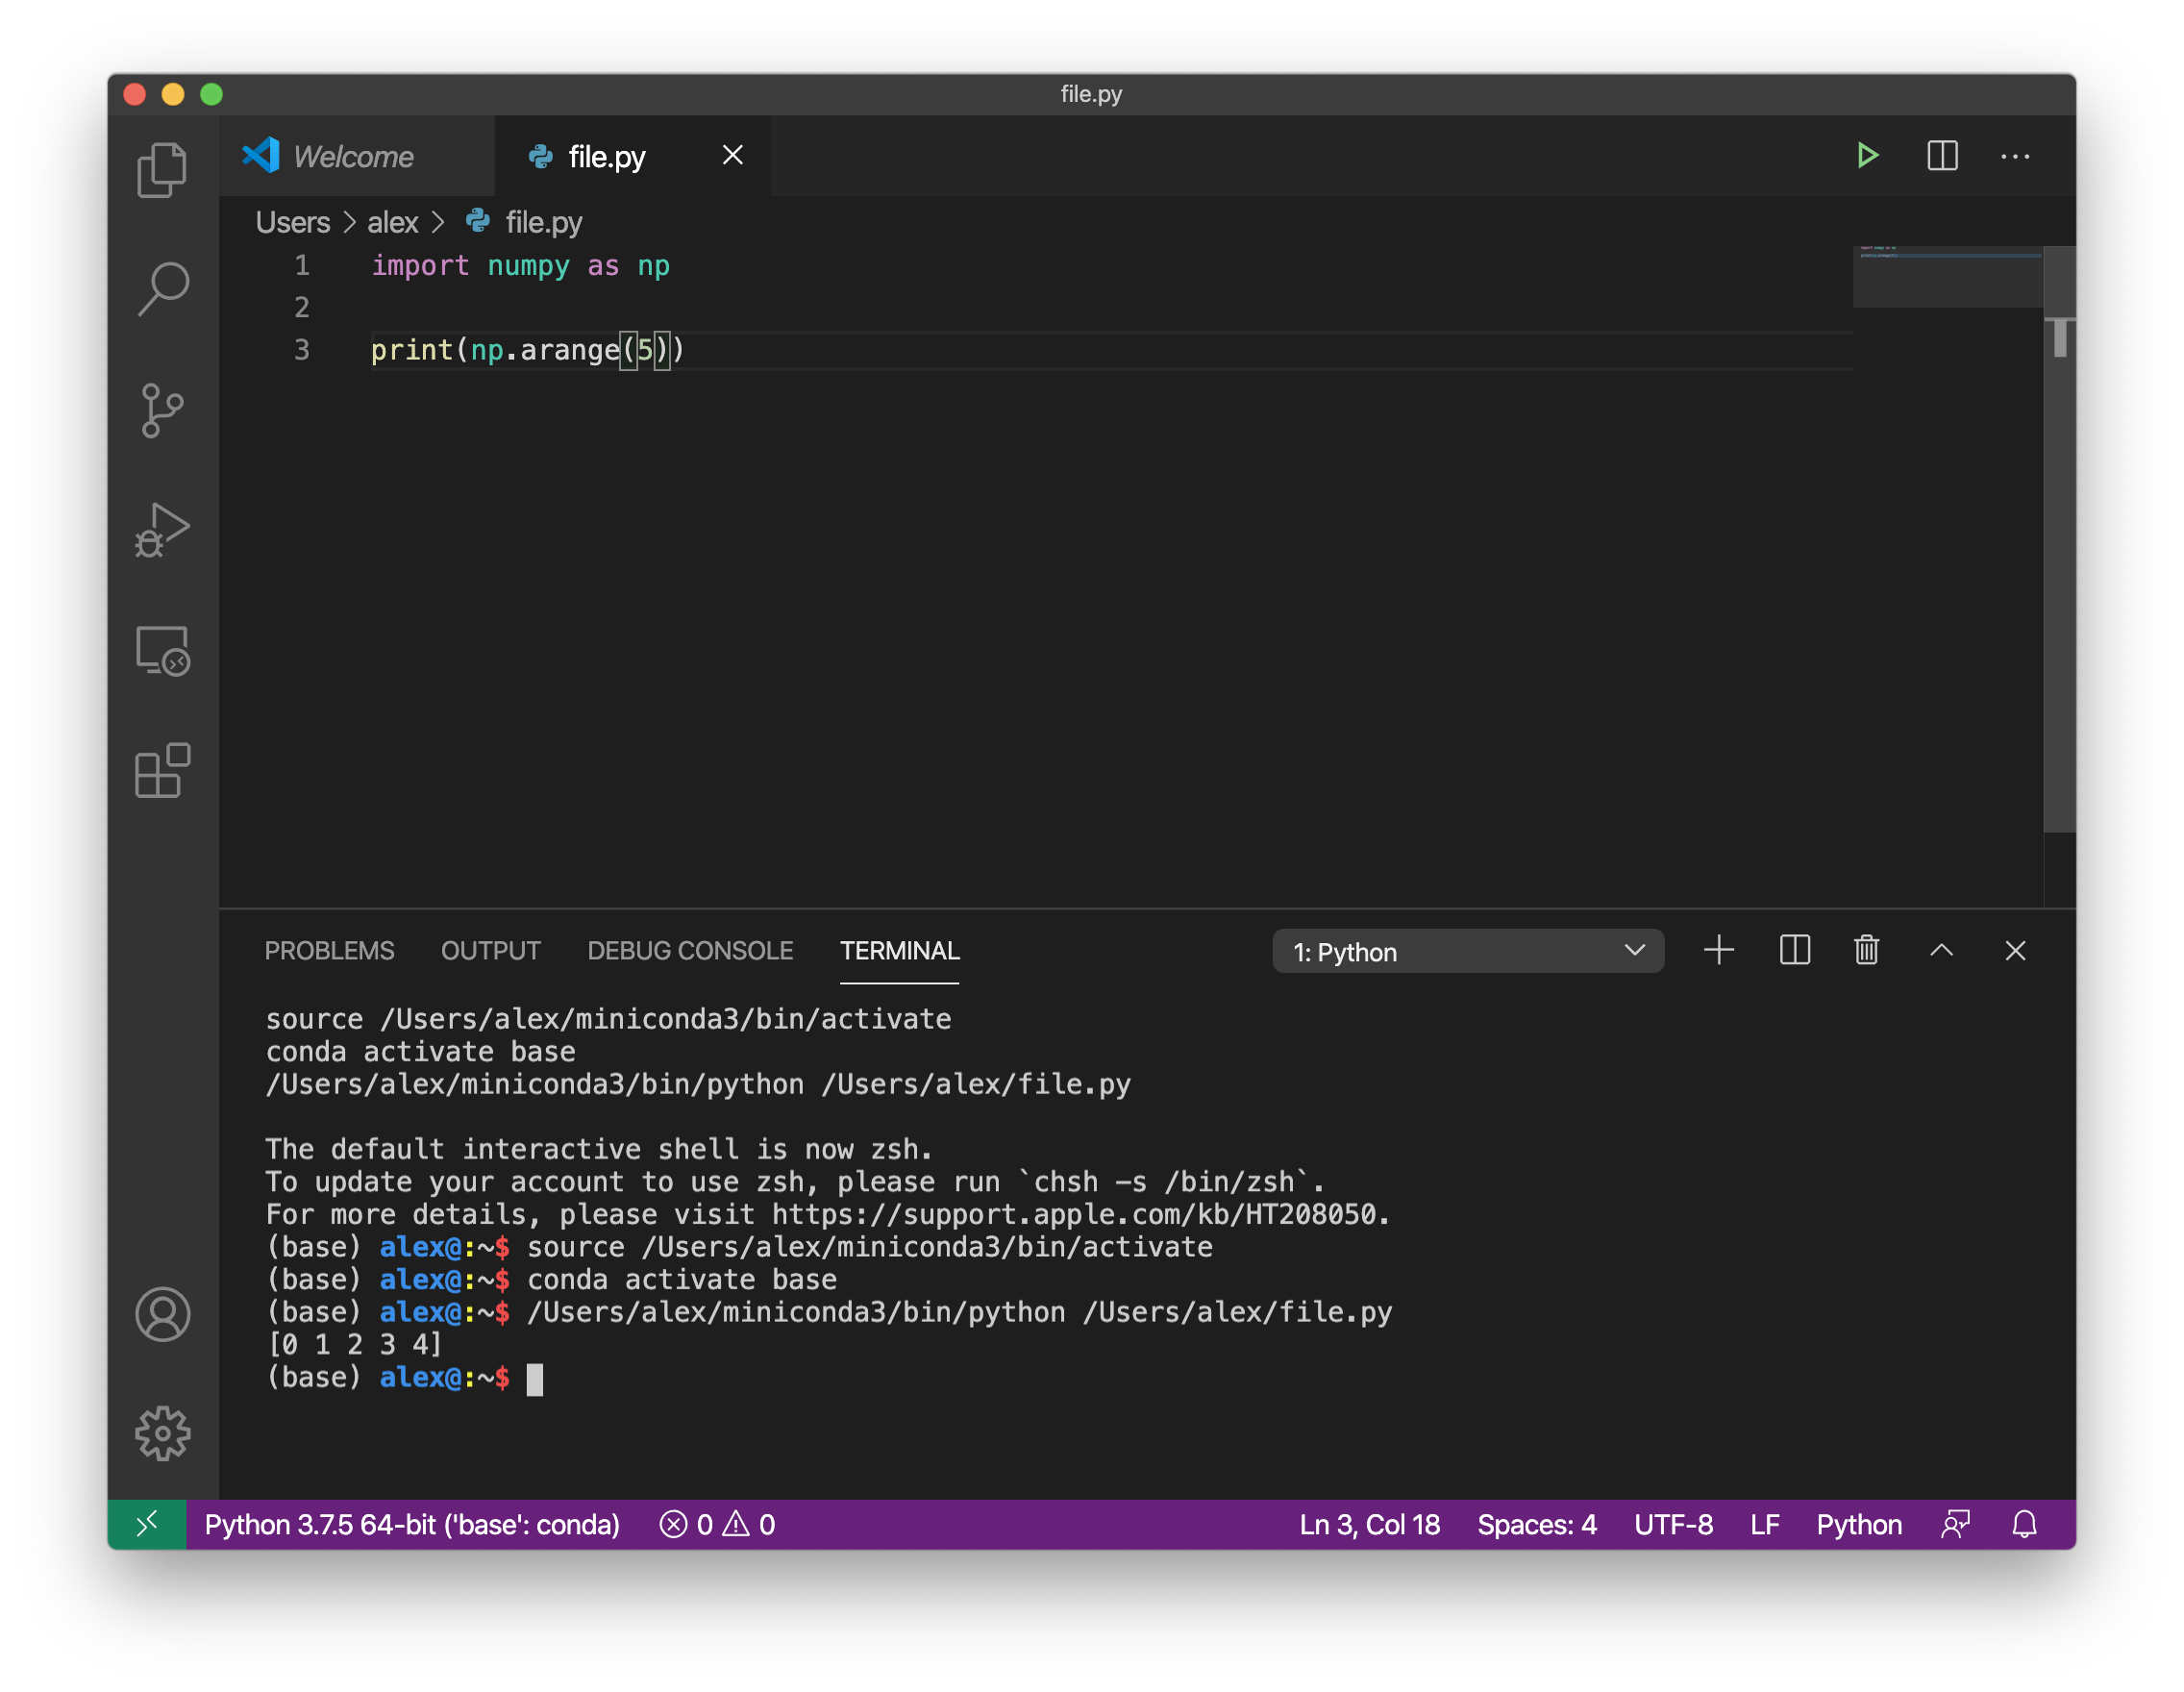 file.py
Welcome
file.py
Users > alex > file.py
1 import numpy as np
2
3 print(np.arange(5))
PROBLEMS OUTPUT DEBUG CONSOLE TERMINAL 1: Python
source /Users/alex/miniconda3/bin/activate
conda activate base
/Users/alex/miniconda3/bin/python /Users/alex/file.py
The default interactive shell is now zsh.
To update your account to use zsh, please run `chsh -s /bin/zsh`.
For more details, please visit https://support.apple.com/kb/HT208050.
(base) alex@:~$ source /Users/alex/miniconda3/bin/activate
(base) alex@:~$ conda activate base
(base) alex@:~$ /Users/alex/miniconda3/bin/python /Users/alex/file.py
[0 1 2 3 4]
(base) alex@:~$
Python 3.7.5 64-bit ('base': conda) 0 0 Ln 3, Col 18 Spaces: 4 UTF-8 LF Python